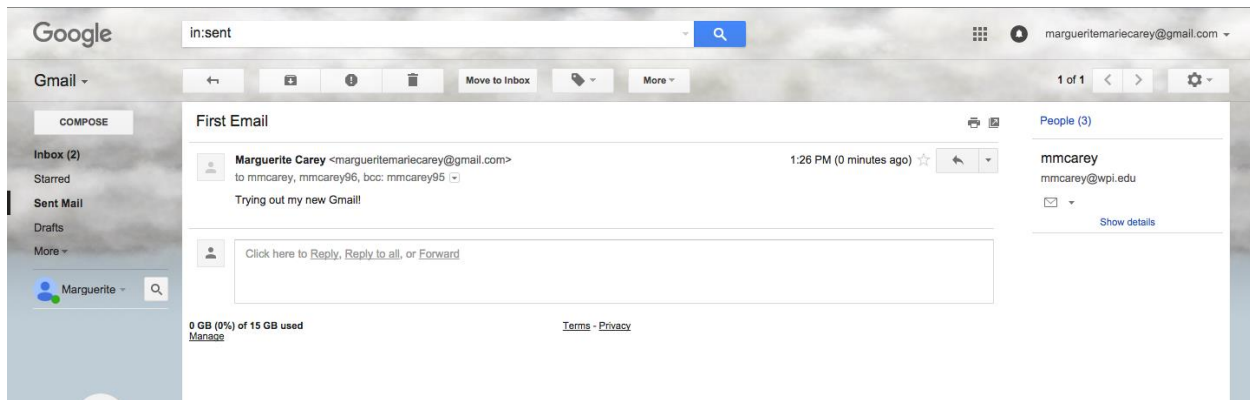 Google
in:sent
margueritemariecarey@gmail.com
Gmail
Move to Inbox
More
1 of 1
COMPOSE
First Email
People (3)
Inbox (2)
Marguerite Carey <margueritemariecarey@gmail.com>
1:26 PM (0 minutes ago)
mmcarey
Starred
to mmcarey, mmcarey96, bcc: mmcarey95
mmcarey@wpi.edu
Sent Mail
Trying out my new Gmail!
Drafts
Show details
More
Click here to Reply, Reply to all, or Forward
Marguerite
0 GB (0%) of 15 GB used
Terms - Privacy
Manage